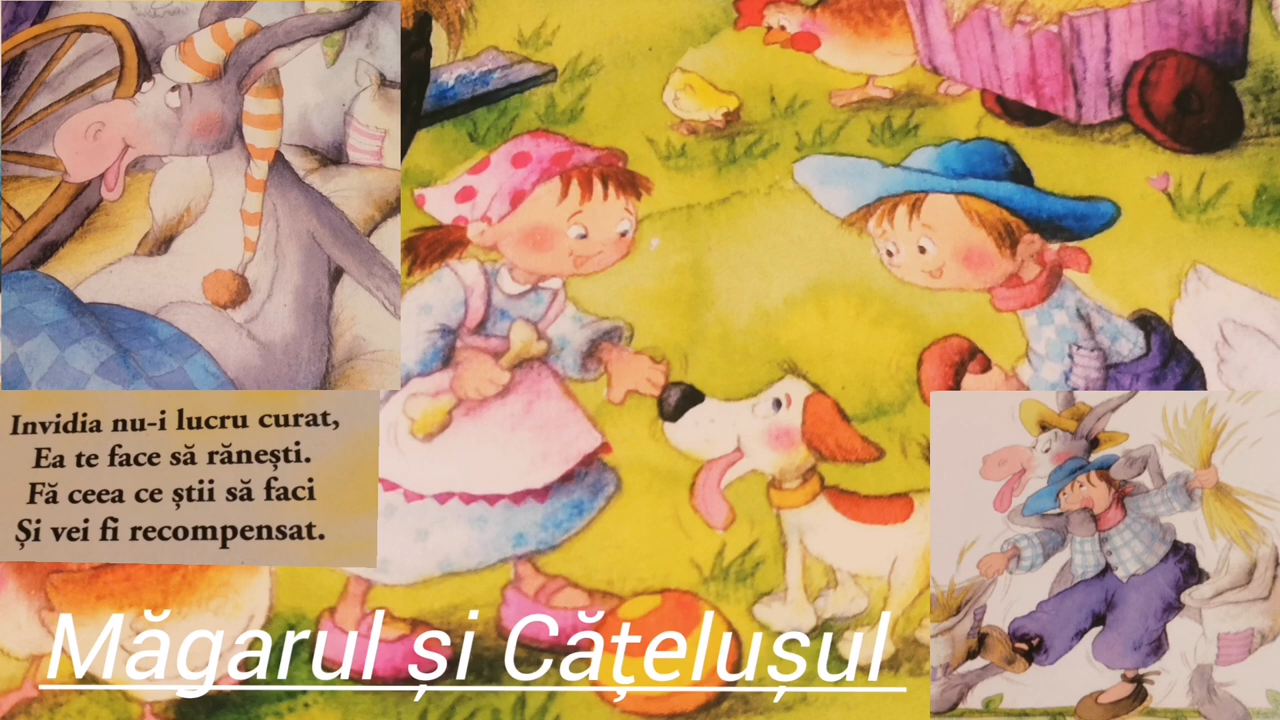 Invidia nu-i lucru curat,
Ea te face să rănești.
Fă ceea ce știi să faci
Și vei fi recompensat.
Măgarul și Cățelușul